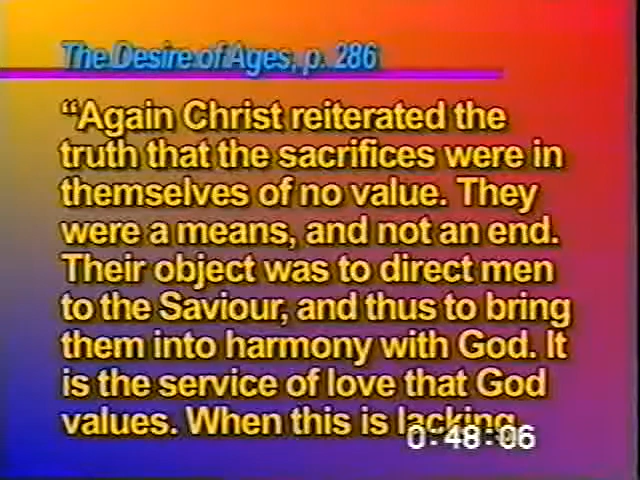 The Desire of Ages, p. 286
“Again Christ reiterated the
truth that the sacrifices were in
themselves of no value. They
were a means, and not an end.
Their object was to direct men
to the Saviour, and thus to bring
them into harmony with God. It
is the service of love that God
values. When this is lacking,
0:48:06